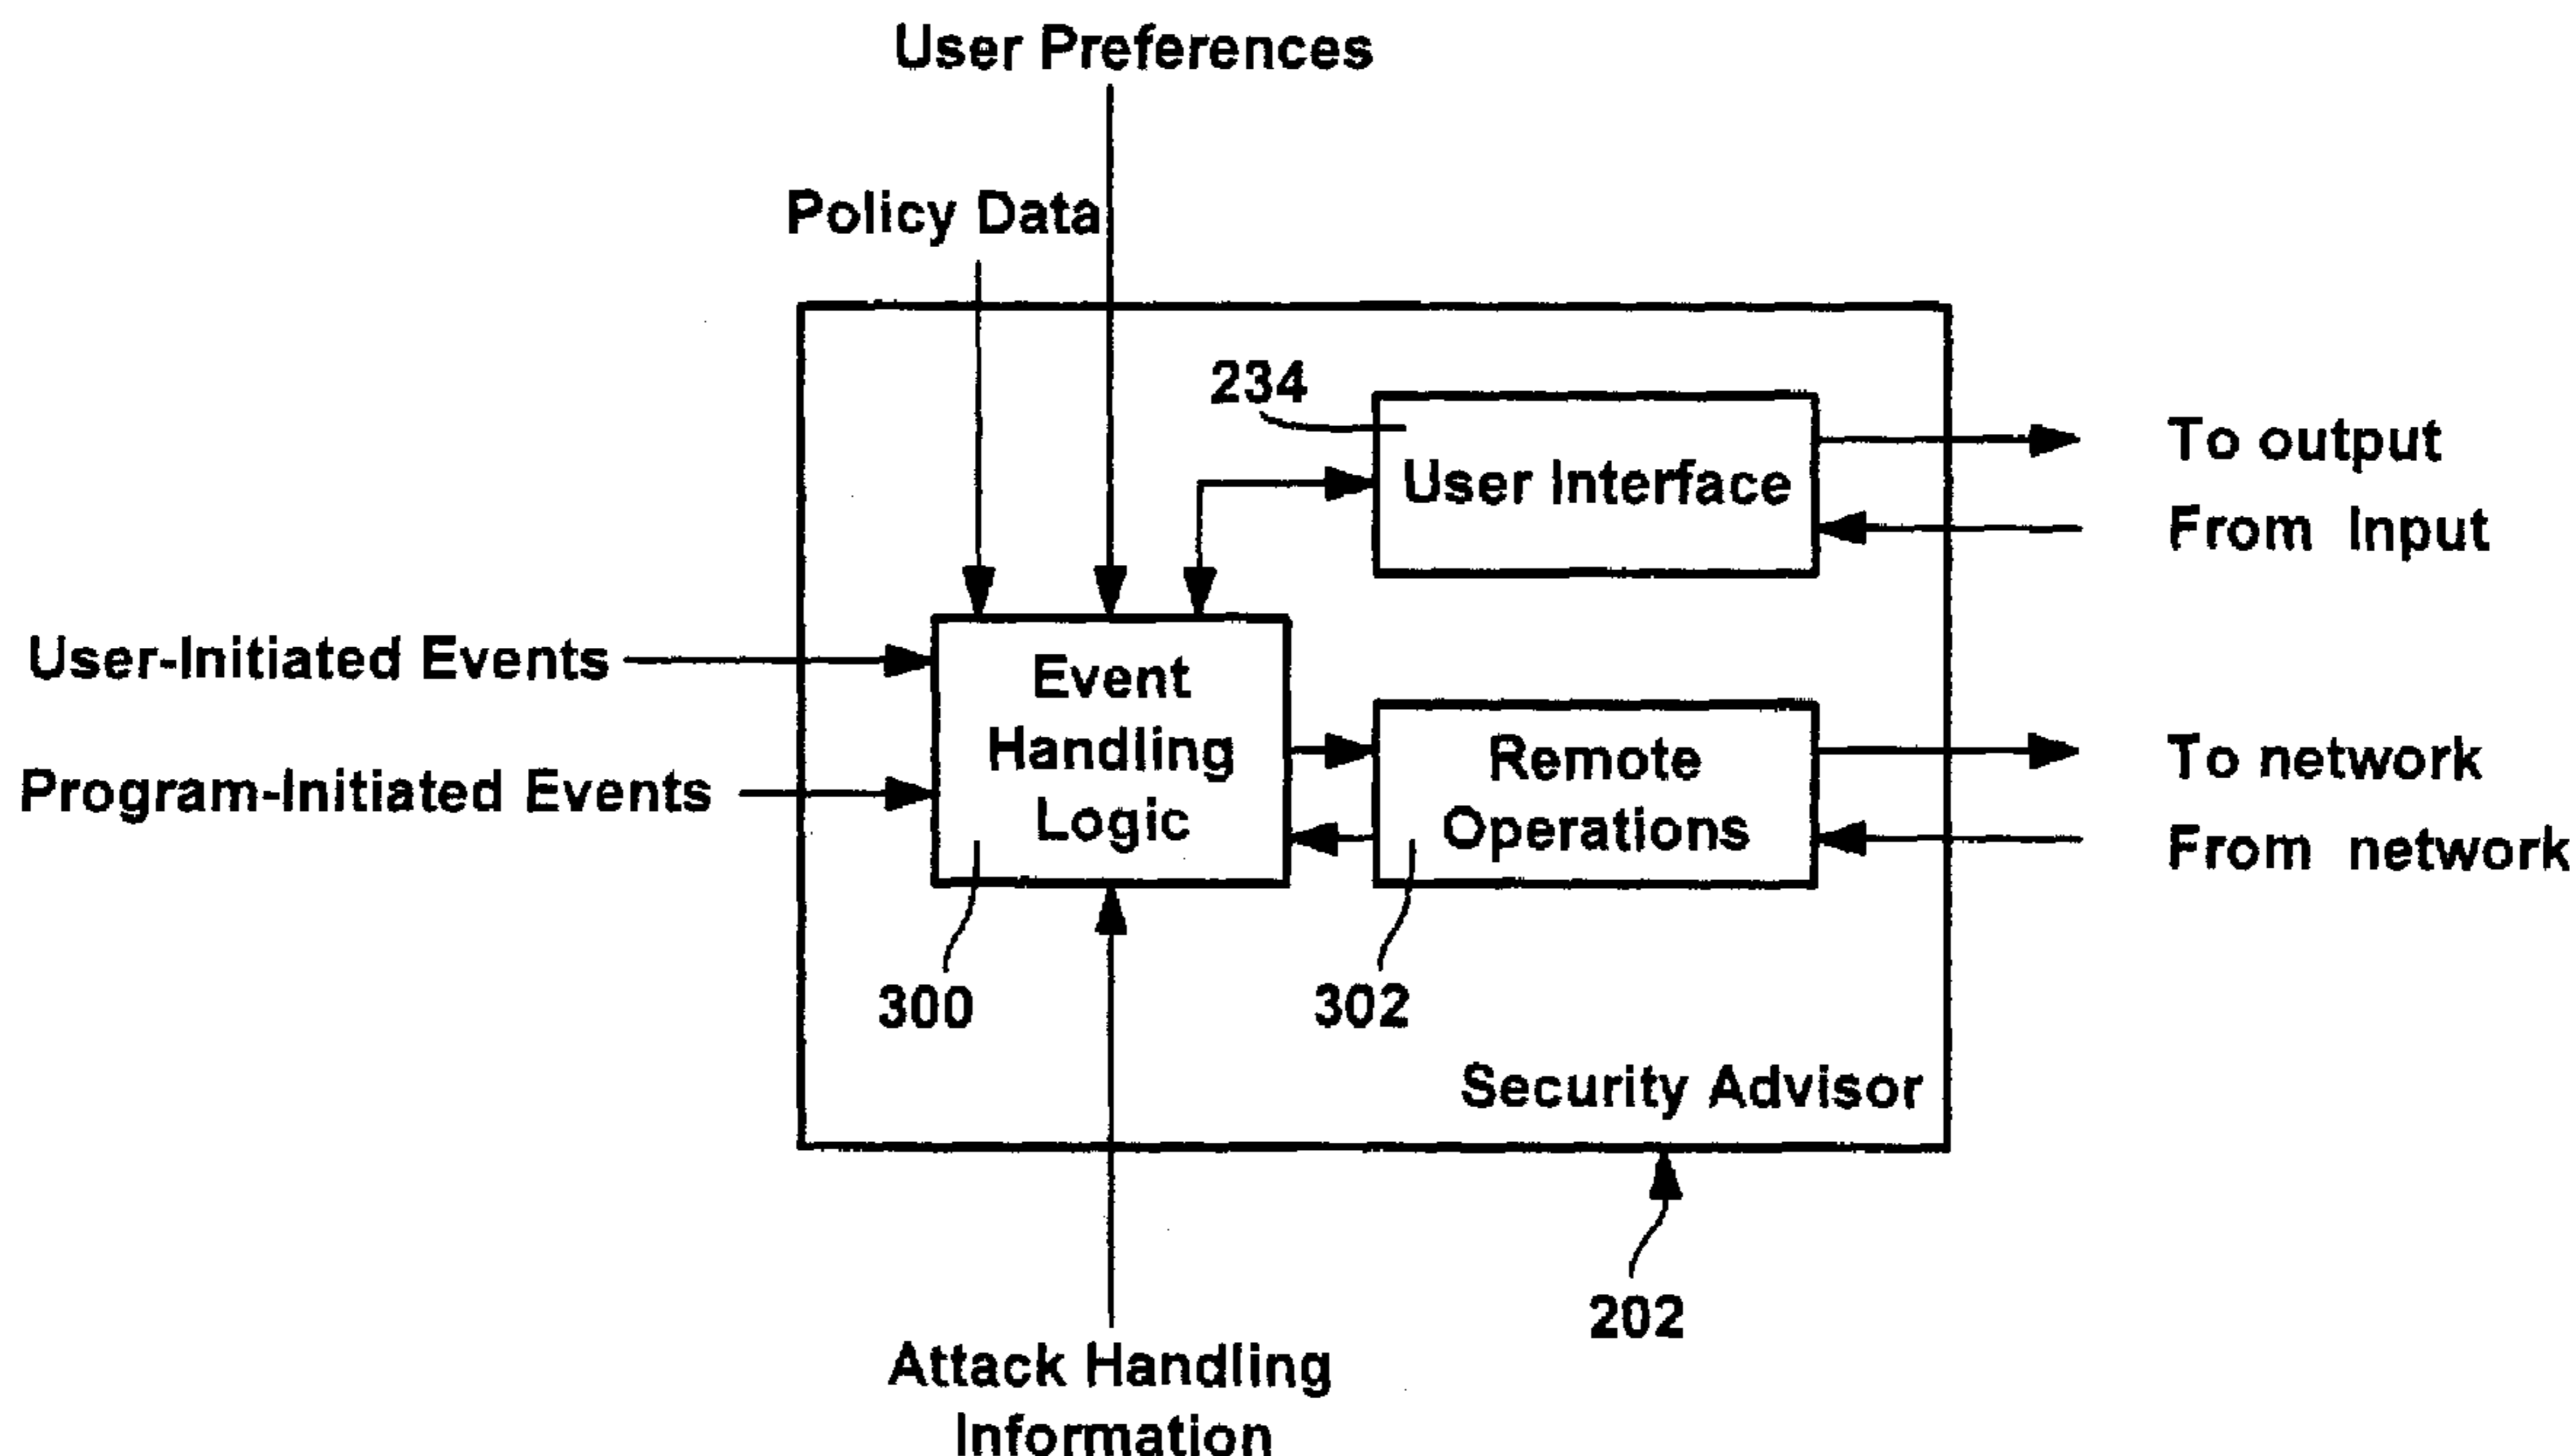 User Preferences
Policy Data
234
User Interface
To output
From Input
User-Initiated Events
Program-Initiated Events
Event
Handling
Logic
Remote
Operations
To network
From network
300
302
Security Advisor
202
Attack Handling
Information